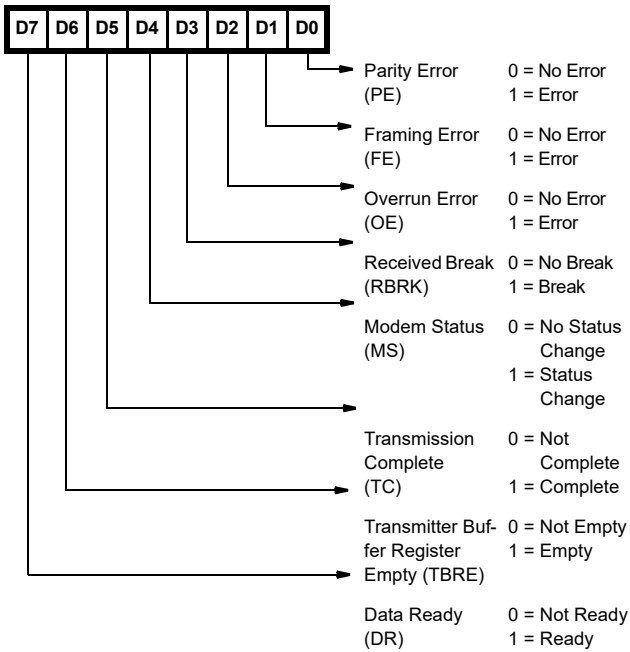 D7 D6 D5 D4 D3 D2 D1 D0
Parity Error 0 = No Error
(PE) 1 = Error
Framing Error 0 = No Error
(FE) 1 = Error
Overrun Error 0 = No Error
(OE) 1 = Error
Received Break 0 = No Break
(RBRK) 1 = Break
Modem Status 0 = No Status
(MS) Change
1 = Status
Change
Transmission 0 = Not
Complete Complete
(TC) 1 = Complete
Transmitter Buf- 0 = Not Empty
fer Register 1 = Empty
Empty (TBRE)
Data Ready 0 = Not Ready
(DR) 1 = Ready